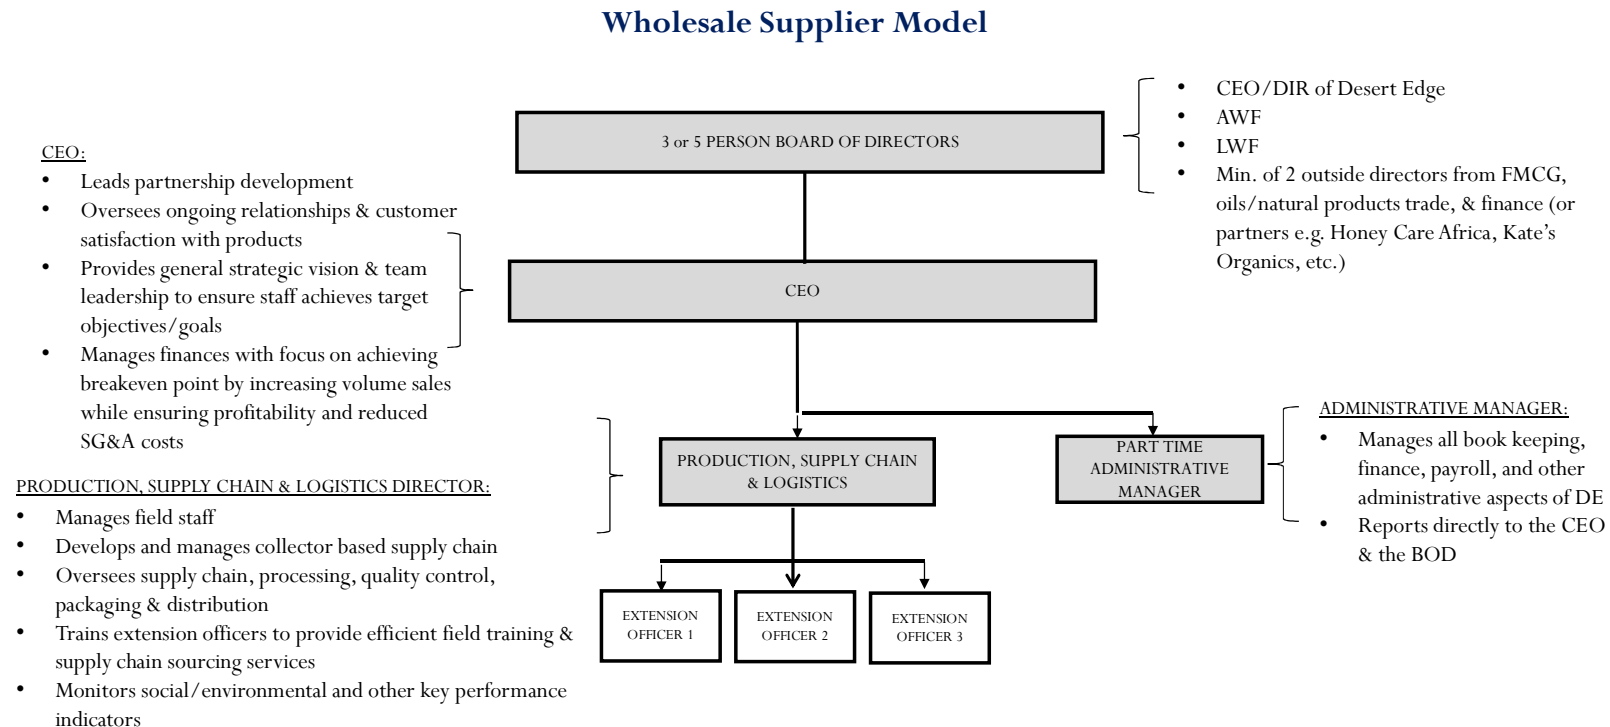 Wholesale Supplier Model
3 or 5 PERSON BOARD OF DIRECTORS
• CEO/DIR of Desert Edge
• AWF
• LWF
• Min. of 2 outside directors from FMCG,
oils/natural products trade, & finance (or
partners e.g. Honey Care Africa, Kate’s
Organics, etc.)
CEO:
• Leads partnership development
• Oversees ongoing relationships & customer
satisfaction with products
• Provides general strategic vision & team
leadership to ensure staff achieves target
objectives/goals
• Manages finances with focus on achieving
breakeven point by increasing volume sales
while ensuring profitability and reduced
SG&A costs
CEO
PRODUCTION, SUPPLY CHAIN & LOGISTICS DIRECTOR:
• Manages field staff
• Develops and manages collector based supply chain
• Oversees supply chain, processing, quality control,
packaging & distribution
• Trains extension officers to provide efficient field training &
supply chain sourcing services
• Monitors social/environmental and other key performance
indicators
PRODUCTION, SUPPLY CHAIN
& LOGISTICS
PART TIME
ADMINISTRATIVE
MANAGER
ADMINISTRATIVE MANAGER:
• Manages all book keeping,
finance, payroll, and other
administrative aspects of DE
• Reports directly to the CEO
& the BOD
EXTENSION
OFFICER 1
EXTENSION
OFFICER 2
EXTENSION
OFFICER 3